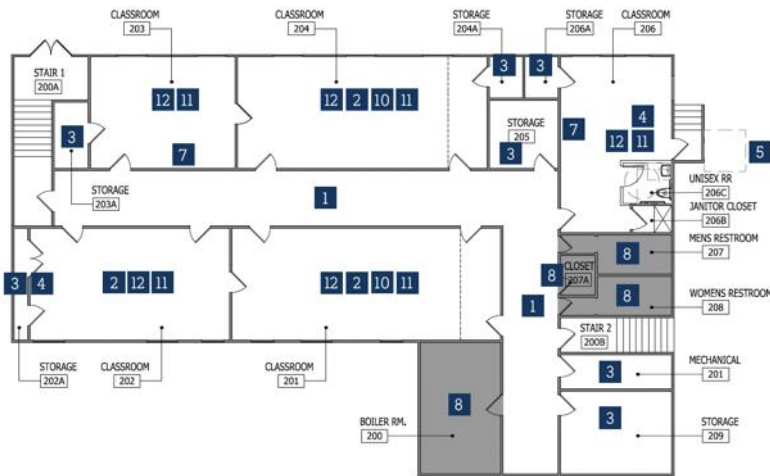 CLASSROOM
203
CLASSROOM
204
STORAGE
204A
STORAGE
206A
CLASSROOM
206
STAIR 1
200A
3
3
12 11
12 2 10 11
4
3
STORAGE
205
7
12 11
5
7
3
STORAGE
203A
1
UNISEX RR
206C
JANITOR CLOSET
206B
MENS RESTROOM
207
8
3
4
2 12 11
12 2 10 11
8
CLOSET
207A
8
1
WOMENS RESTROOM
208
STAIR 2
200B
STORAGE
202A
CLASSROOM
202
CLASSROOM
201
3
MECHANICAL
201
8
3
BOILER RM.
200
STORAGE
209